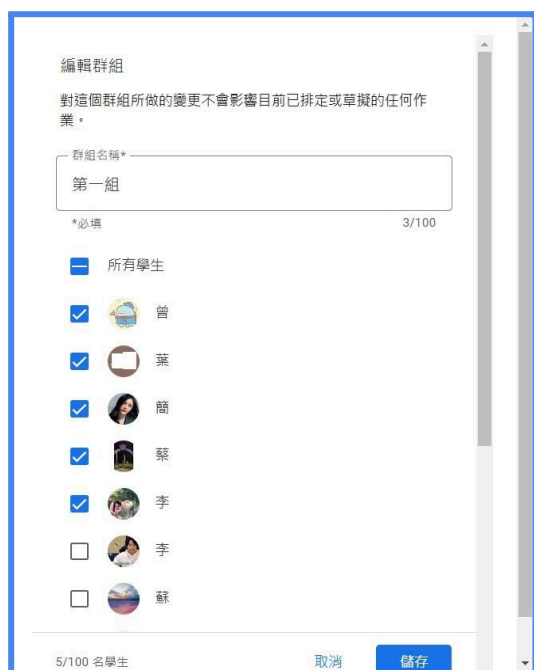 編輯群組
對這個群組所做的變更不會影響目前已排定或草擬的任何作
業。
群組名稱*
第一組
*必填 3/100
所有學生
曾
葉
簡
蔡
李
李
蘇
5/100 名學生 取消 儲存